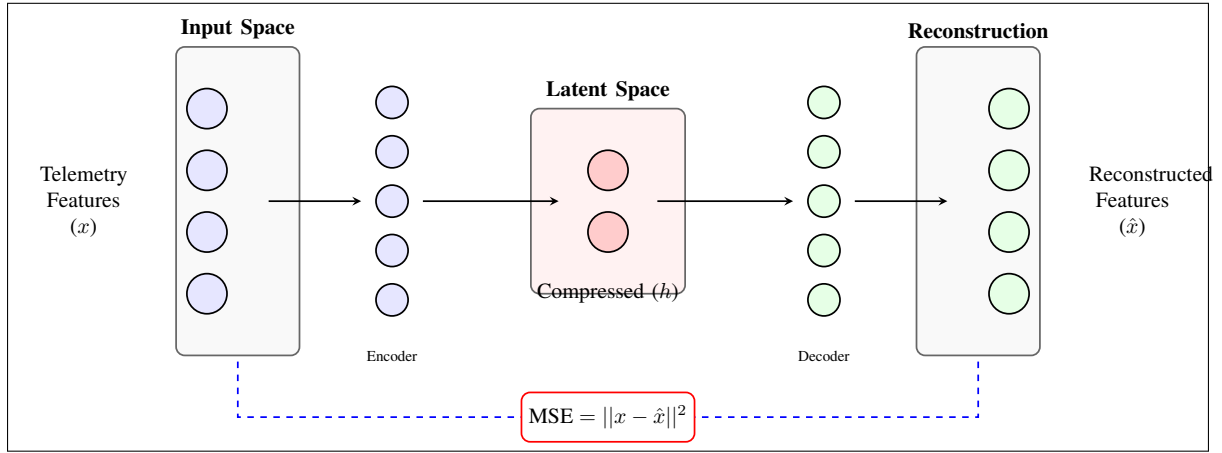 Input Space
Reconstruction
Latent Space
Telemetry
Features
(x)
Reconstructed
Features
(x̂)
Compressed (h)
Encoder
Decoder
MSE = ||x − x̂||²